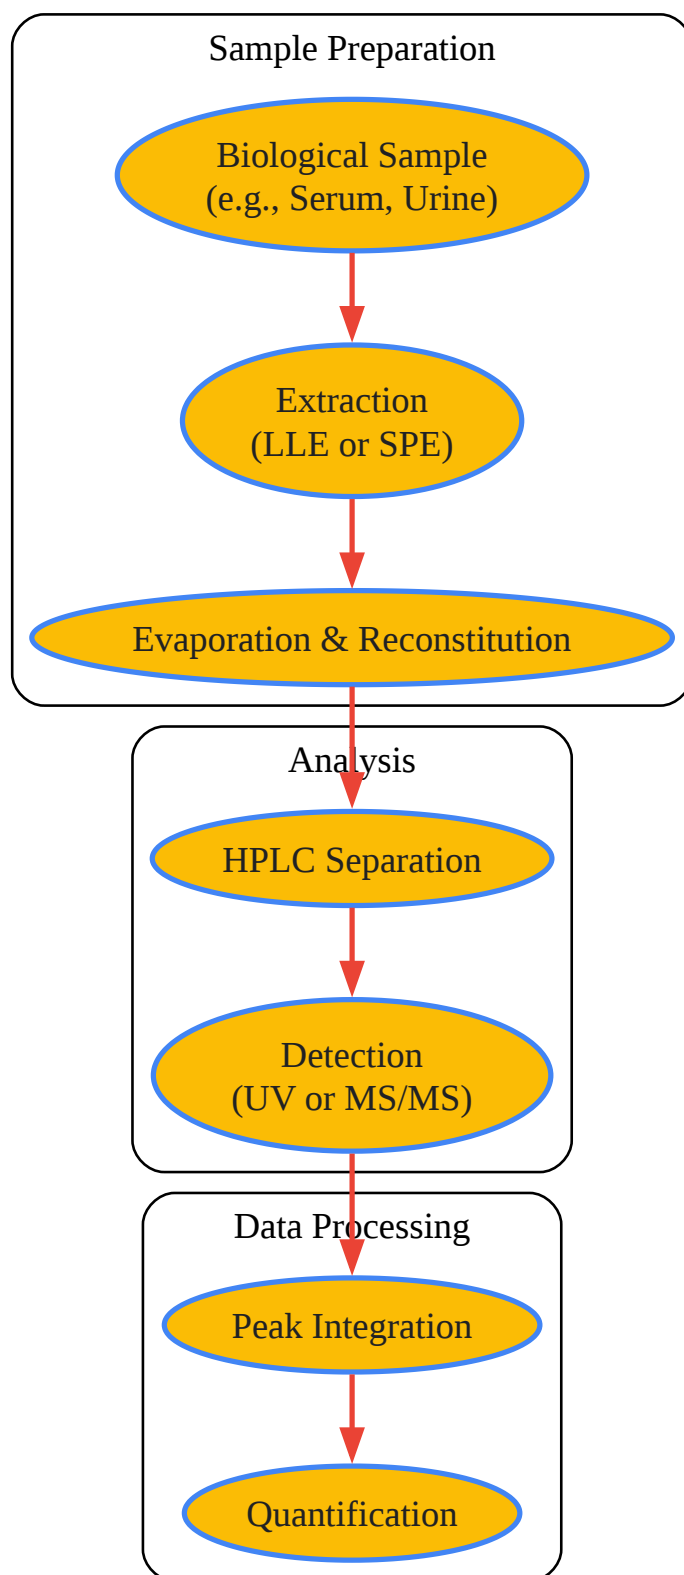 Sample Preparation
Biological Sample
(e.g., Serum, Urine)
Extraction
(LLE or SPE)
Evaporation & Reconstitution
Analysis
HPLC Separation
Detection
(UV or MS/MS)
Data Processing
Peak Integration
Quantification